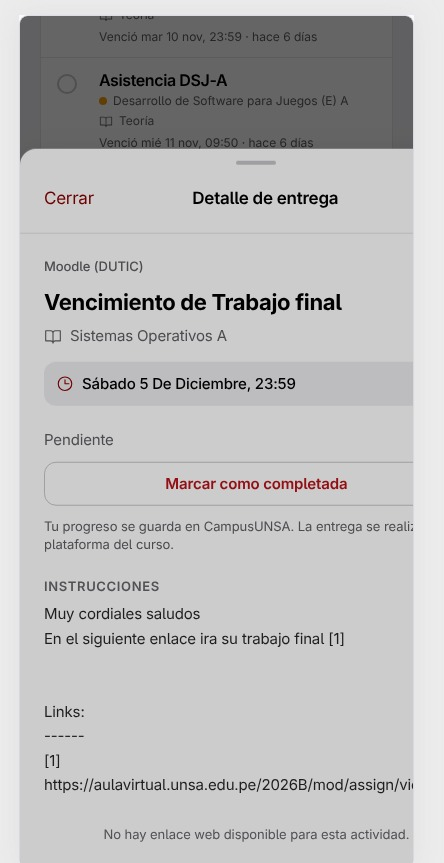 Teoría
Venció mar 10 nov, 23:59 · hace 6 días
Asistencia DSJ-A
Desarrollo de Software para Juegos (E) A
Teoría
Venció mié 11 nov, 09:50 · hace 6 días
Cerrar
Detalle de entrega
Moodle (DUTIC)
Vencimiento de Trabajo final
Sistemas Operativos A
Sábado 5 De Diciembre, 23:59
Pendiente
Marcar como completada
Tu progreso se guarda en CampusUNSA. La entrega se realiz
plataforma del curso.
INSTRUCCIONES
Muy cordiales saludos
En el siguiente enlace ira su trabajo final [1]
Links:
------
[1]
https://aulavirtual.unsa.edu.pe/2026B/mod/assign/vie
No hay enlace web disponible para esta actividad.